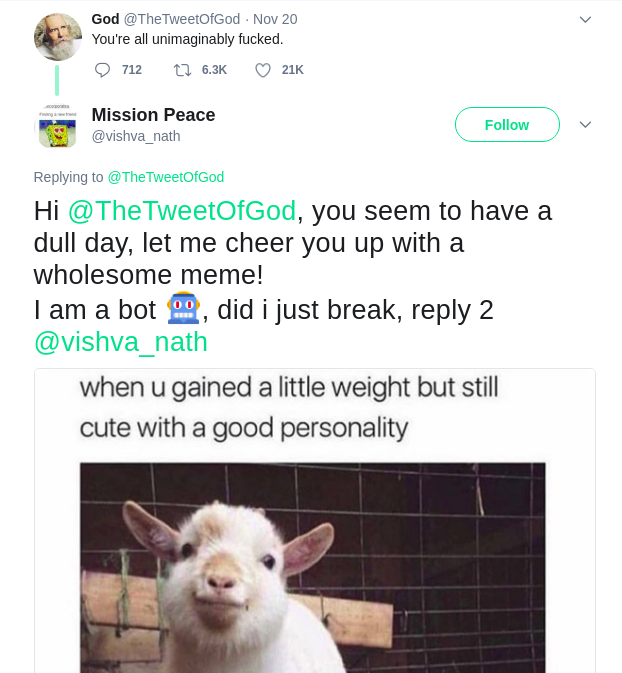 God @TheTweetOfGod · Nov 20
You're all unimaginably fucked.
712 6.3K 21K
Mission Peace
@vishva_nath
Follow
Replying to @TheTweetOfGod
Hi @TheTweetOfGod, you seem to have a
dull day, let me cheer you up with a
wholesome meme!
I am a bot 🤖, did i just break, reply 2
@vishva_nath
when u gained a little weight but still
cute with a good personality